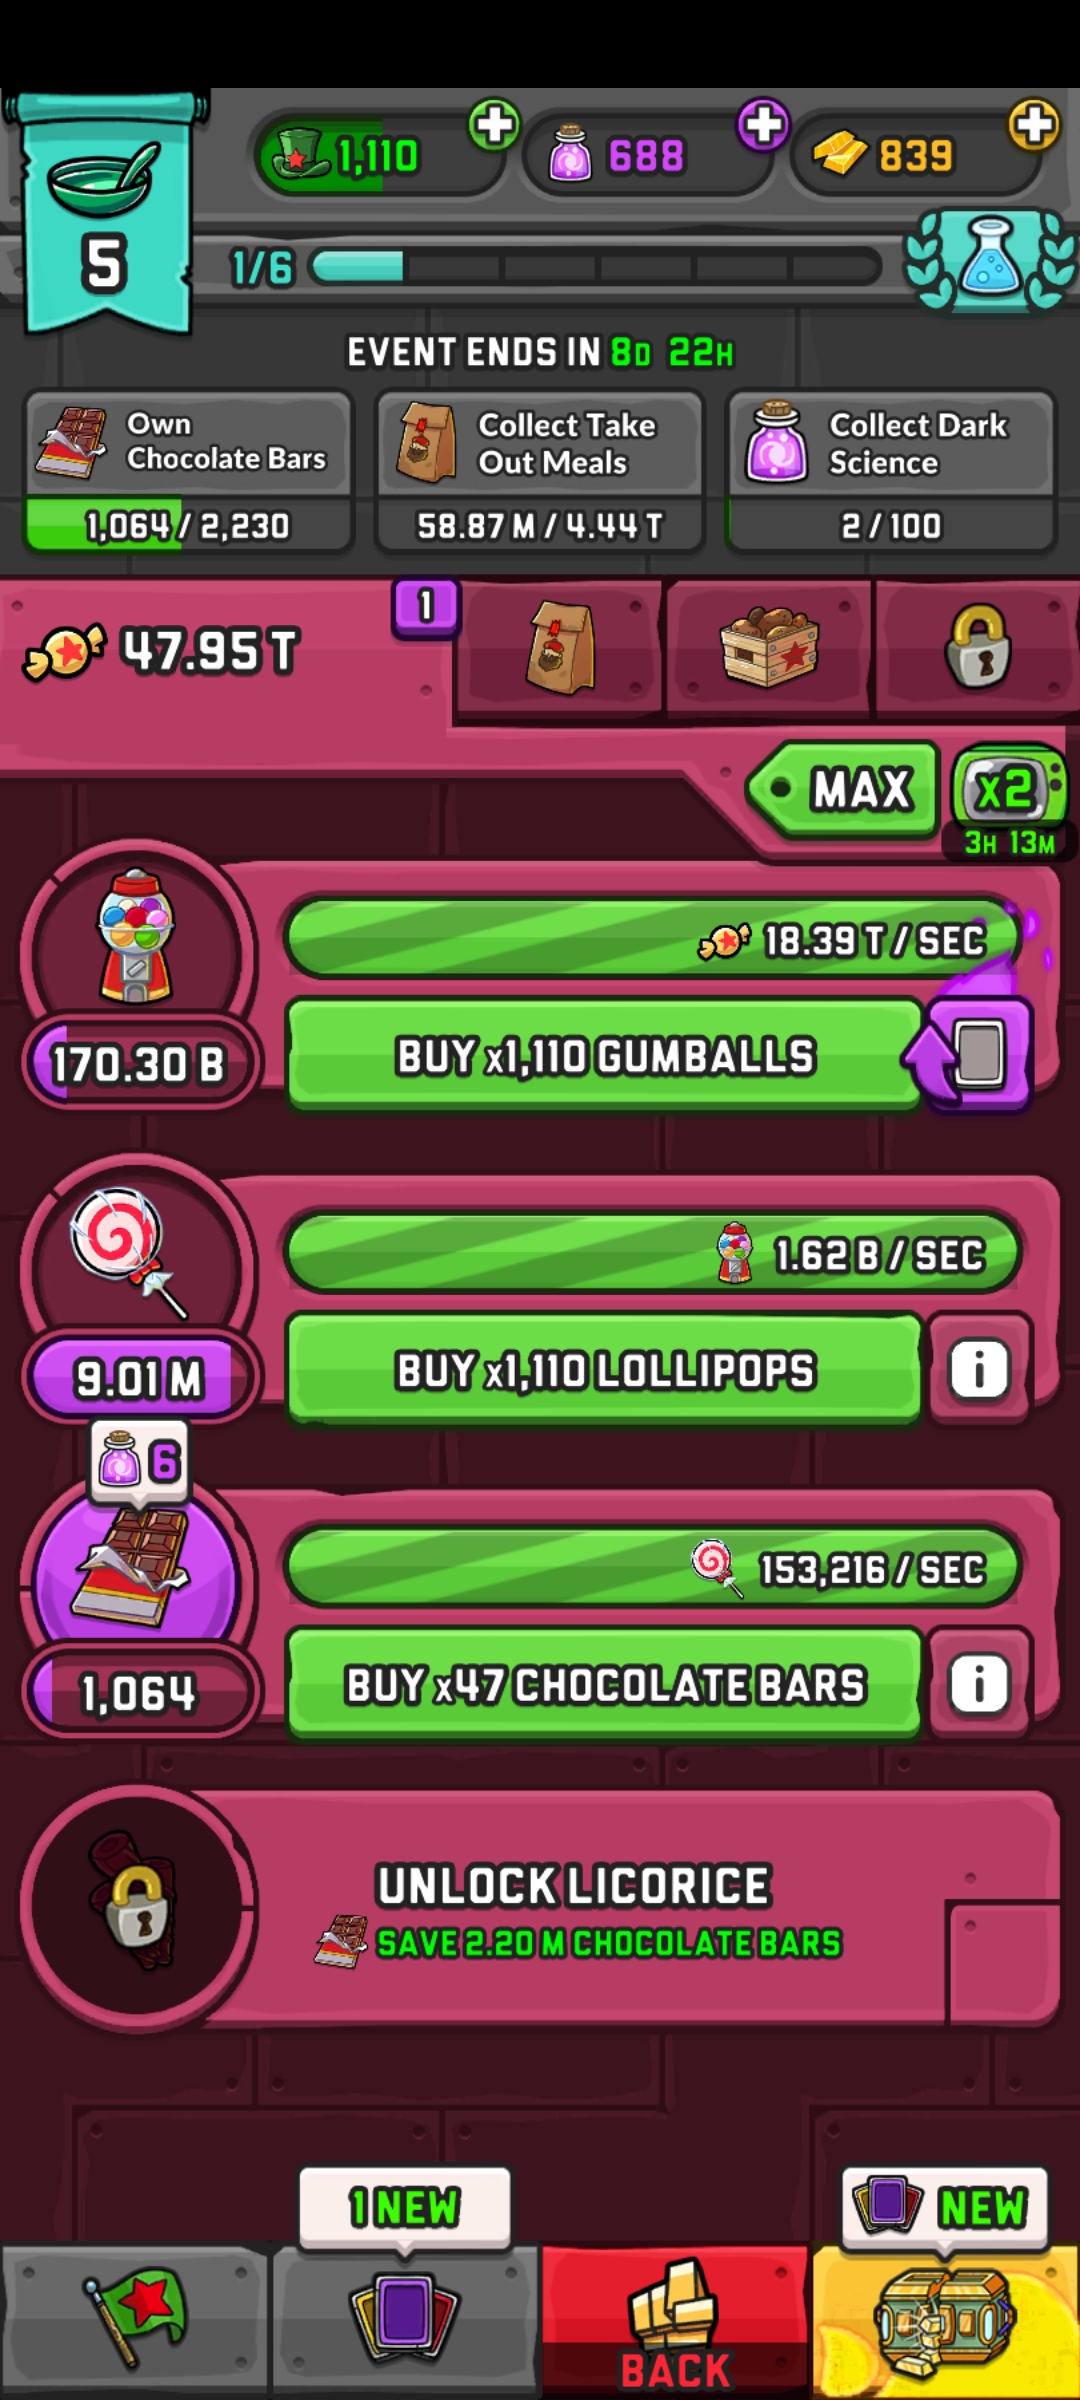 1,110
688
839
5
1/6
EVENT ENDS IN 8D 22H
Own
Chocolate Bars
1,064 / 2,230
Collect Take
Out Meals
58.87 M / 4.44 T
Collect Dark
Science
2 / 100
47.95 T
1
MAX
x2
3H 13M
18.39 T / SEC
170.30 B
BUY x1,110 GUMBALLS
1.62 B / SEC
9.01 M
BUY x1,110 LOLLIPOPS
i
6
153,216 / SEC
1,064
BUY x47 CHOCOLATE BARS
i
UNLOCK LICORICE
SAVE 2.20 M CHOCOLATE BARS
1 NEW
NEW
BACK